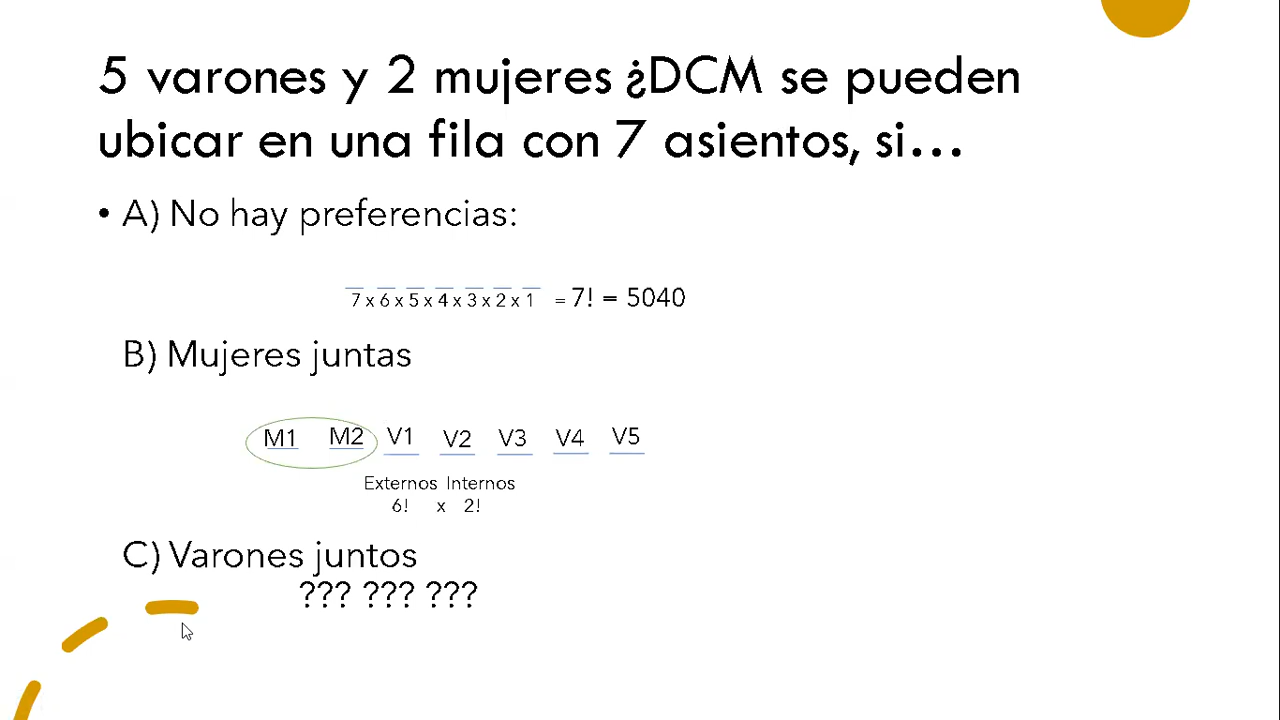 5 varones y 2 mujeres ¿DCM se pueden
ubicar en una fila con 7 asientos, si...
• A) No hay preferencias:
7 x 6 x 5 x 4 x 3 x 2 x 1 = 7! = 5040
B) Mujeres juntas
M1 M2 V1 V2 V3 V4 V5
Externos Internos
6! x 2!
C) Varones juntos
??? ??? ???